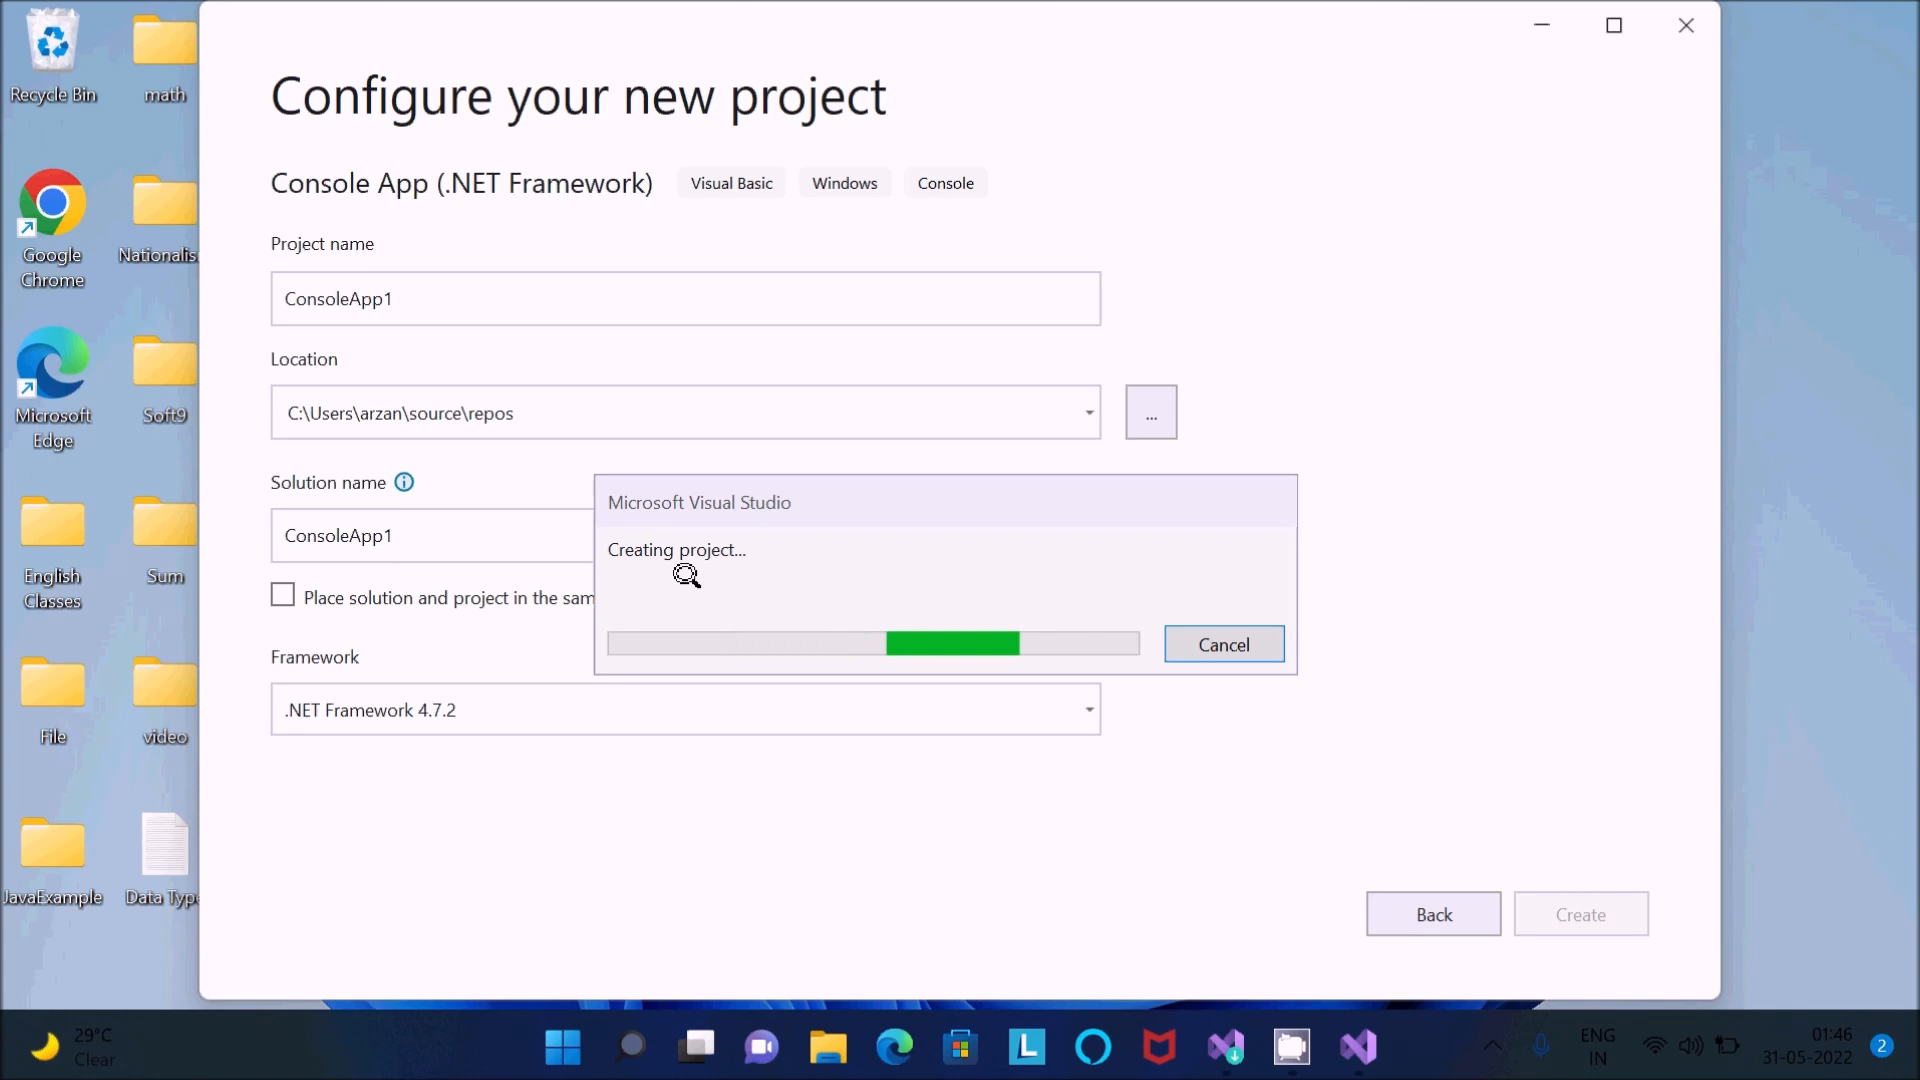 Recycle Bin
math
Google
Chrome
Nationalis
Microsoft
Edge
Soft9
English
Classes
Sum
File
video
JavaExample
Data Type
Configure your new project
Console App (.NET Framework)
Visual Basic
Windows
Console
Project name
ConsoleApp1
Location
C:\Users\arzan\source\repos
...
Solution name
ConsoleApp1
Place solution and project in the sam
Microsoft Visual Studio
Creating project...
Cancel
Framework
.NET Framework 4.7.2
Back
Create
29°C
Clear
L
ENG
IN
01:46
31-05-2022
2